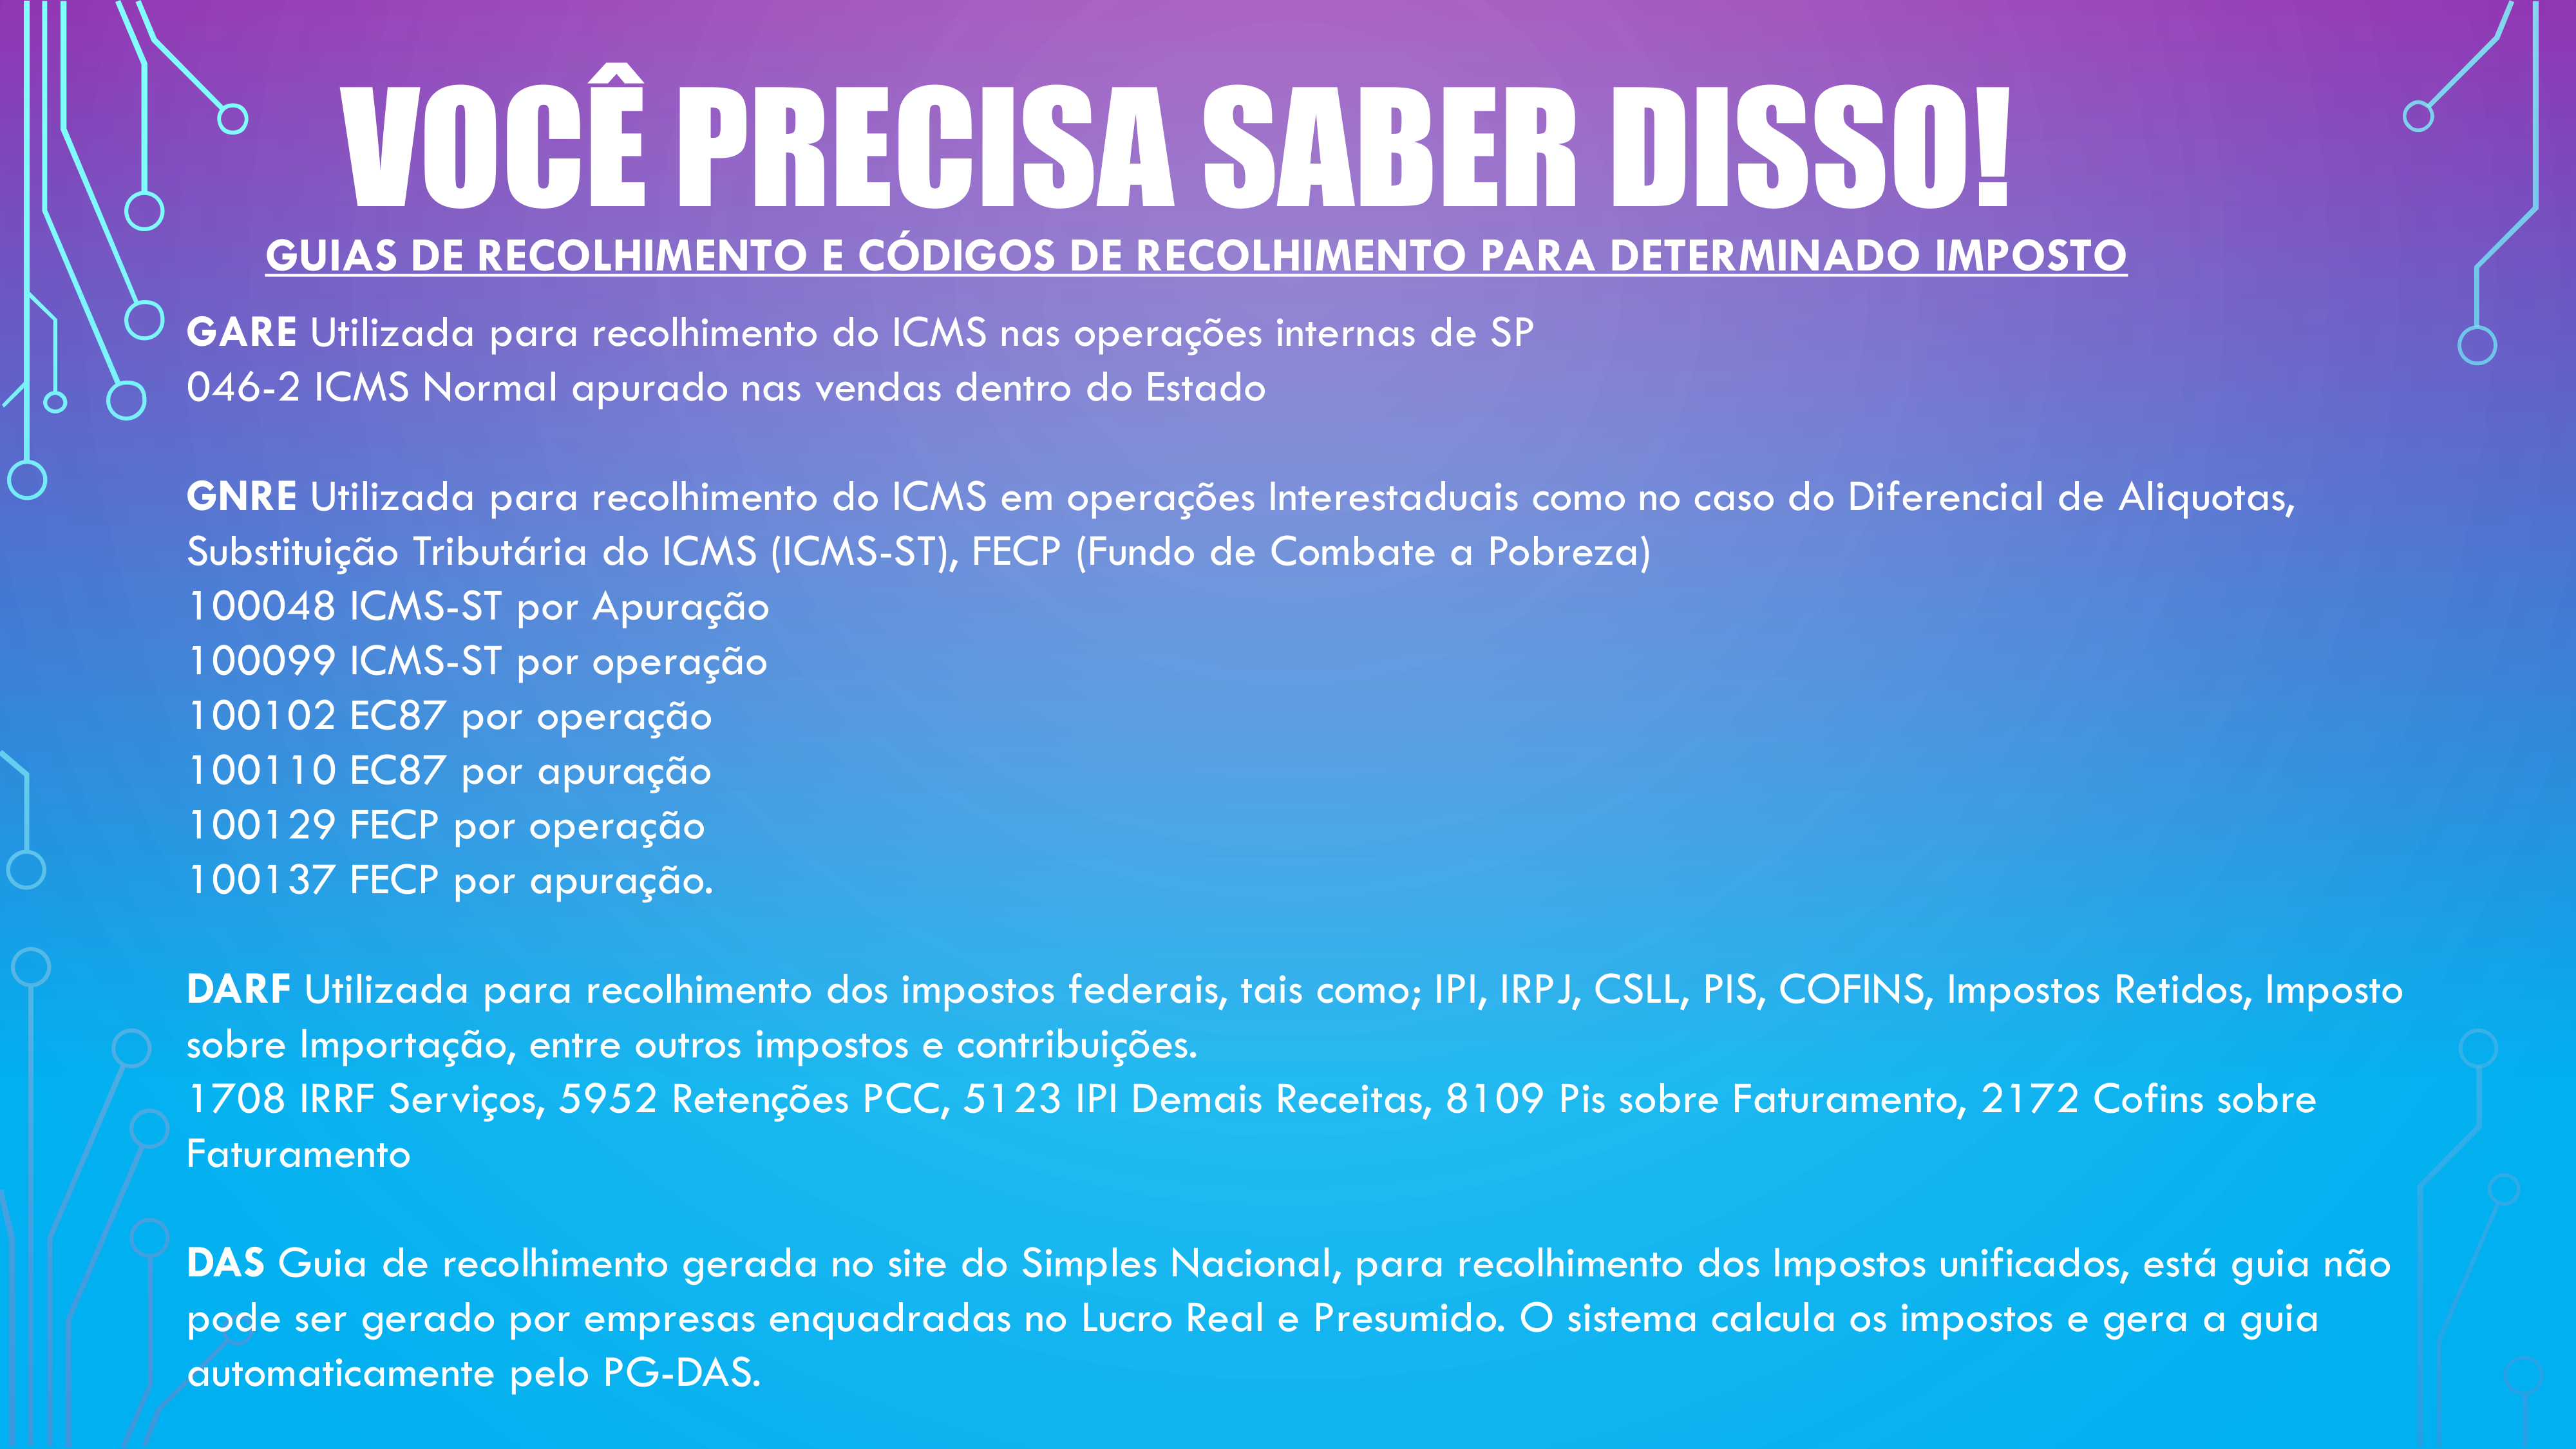 VOCÊ PRECISA SABER DISSO!
GUIAS DE RECOLHIMENTO E CÓDIGOS DE RECOLHIMENTO PARA DETERMINADO IMPOSTO
GARE Utilizada para recolhimento do ICMS nas operações internas de SP
046-2 ICMS Normal apurado nas vendas dentro do Estado
GNRE Utilizada para recolhimento do ICMS em operações Interestaduais como no caso do Diferencial de Aliquotas,
Substituição Tributária do ICMS (ICMS-ST), FECP (Fundo de Combate a Pobreza)
100048 ICMS-ST por Apuração
100099 ICMS-ST por operação
100102 EC87 por operação
100110 EC87 por apuração
100129 FECP por operação
100137 FECP por apuração.
DARF Utilizada para recolhimento dos impostos federais, tais como; IPI, IRPJ, CSLL, PIS, COFINS, Impostos Retidos, Imposto
sobre Importação, entre outros impostos e contribuições.
1708 IRRF Serviços, 5952 Retenções PCC, 5123 IPI Demais Receitas, 8109 Pis sobre Faturamento, 2172 Cofins sobre
Faturamento
DAS Guia de recolhimento gerada no site do Simples Nacional, para recolhimento dos Impostos unificados, está guia não
pode ser gerado por empresas enquadradas no Lucro Real e Presumido. O sistema calcula os impostos e gera a guia
automaticamente pelo PG-DAS.